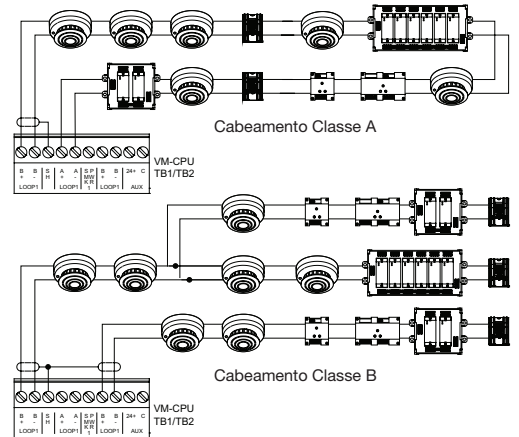 Cabeamento Classe A
VM-CPU
TB1/TB2
B B S A A S P B B 24+ C
+ - H + - M W + -
K R
1
LOOP1 LOOP1 LOOP1 AUX
Cabeamento Classe B
VM-CPU
TB1/TB2
B B S A A S P B B 24+ C
+ - H + - M W + -
K R
1
LOOP1 LOOP1 LOOP1 AUX